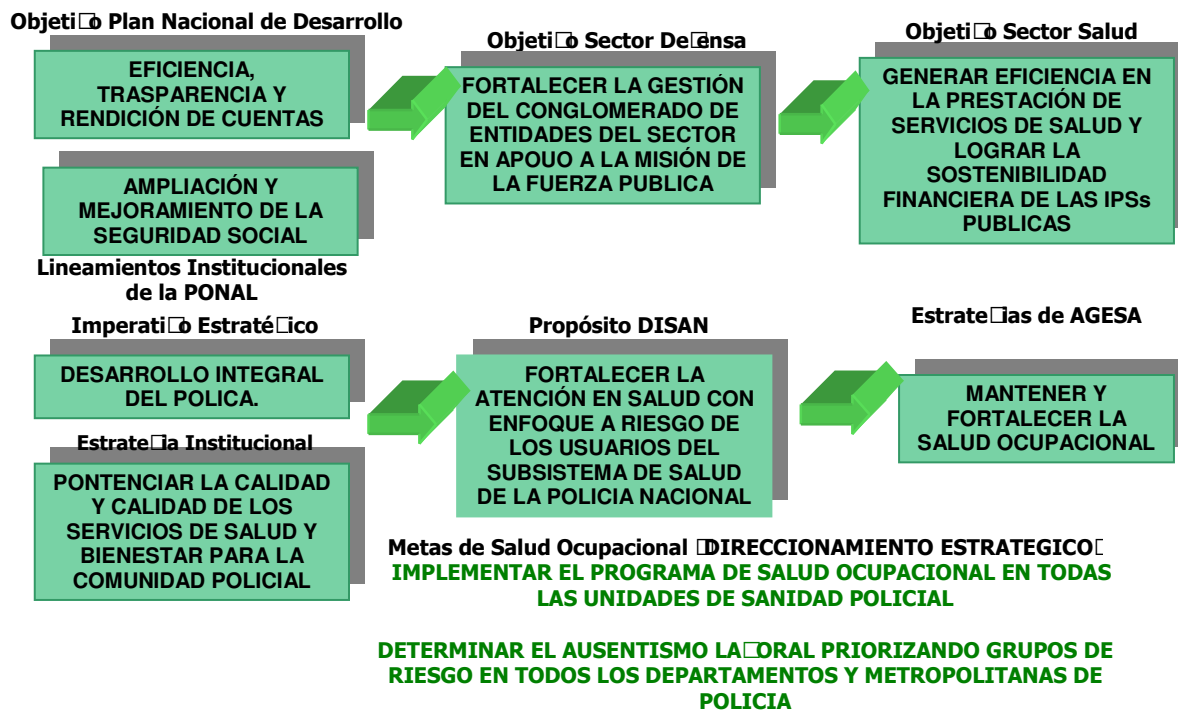 Objeti□o Plan Nacional de Desarrollo
EFICIENCIA,
TRASPARENCIA Y
RENDICIÓN DE CUENTAS
AMPLIACIÓN Y
MEJORAMIENTO DE LA
SEGURIDAD SOCIAL
Objeti□o Sector De□ensa
FORTALECER LA GESTIÓN
DEL CONGLOMERADO DE
ENTIDADES DEL SECTOR
EN APOUO A LA MISIÓN DE
LA FUERZA PUBLICA
Objeti□o Sector Salud
GENERAR EFICIENCIA EN
LA PRESTACIÓN DE
SERVICIOS DE SALUD Y
LOGRAR LA
SOSTENIBILIDAD
FINANCIERA DE LAS IPSs
PUBLICAS
Lineamientos Institucionales
de la PONAL
Imperati□o Estraté□ico
DESARROLLO INTEGRAL
DEL POLICA.
Estrate□ia Institucional
PONTENCIAR LA CALIDAD
Y CALIDAD DE LOS
SERVICIOS DE SALUD Y
BIENESTAR PARA LA
COMUNIDAD POLICIAL
Propósito DISAN
FORTALECER LA
ATENCIÓN EN SALUD CON
ENFOQUE A RIESGO DE
LOS USUARIOS DEL
SUBSISTEMA DE SALUD
DE LA POLICIA NACIONAL
Estrate□ias de AGESA
MANTENER Y
FORTALECER LA
SALUD OCUPACIONAL
Metas de Salud Ocupacional □DIRECCIONAMIENTO ESTRATEGICO□
IMPLEMENTAR EL PROGRAMA DE SALUD OCUPACIONAL EN TODAS
LAS UNIDADES DE SANIDAD POLICIAL
DETERMINAR EL AUSENTISMO LA□ORAL PRIORIZANDO GRUPOS DE
RIESGO EN TODOS LOS DEPARTAMENTOS Y METROPOLITANAS DE
POLICIA